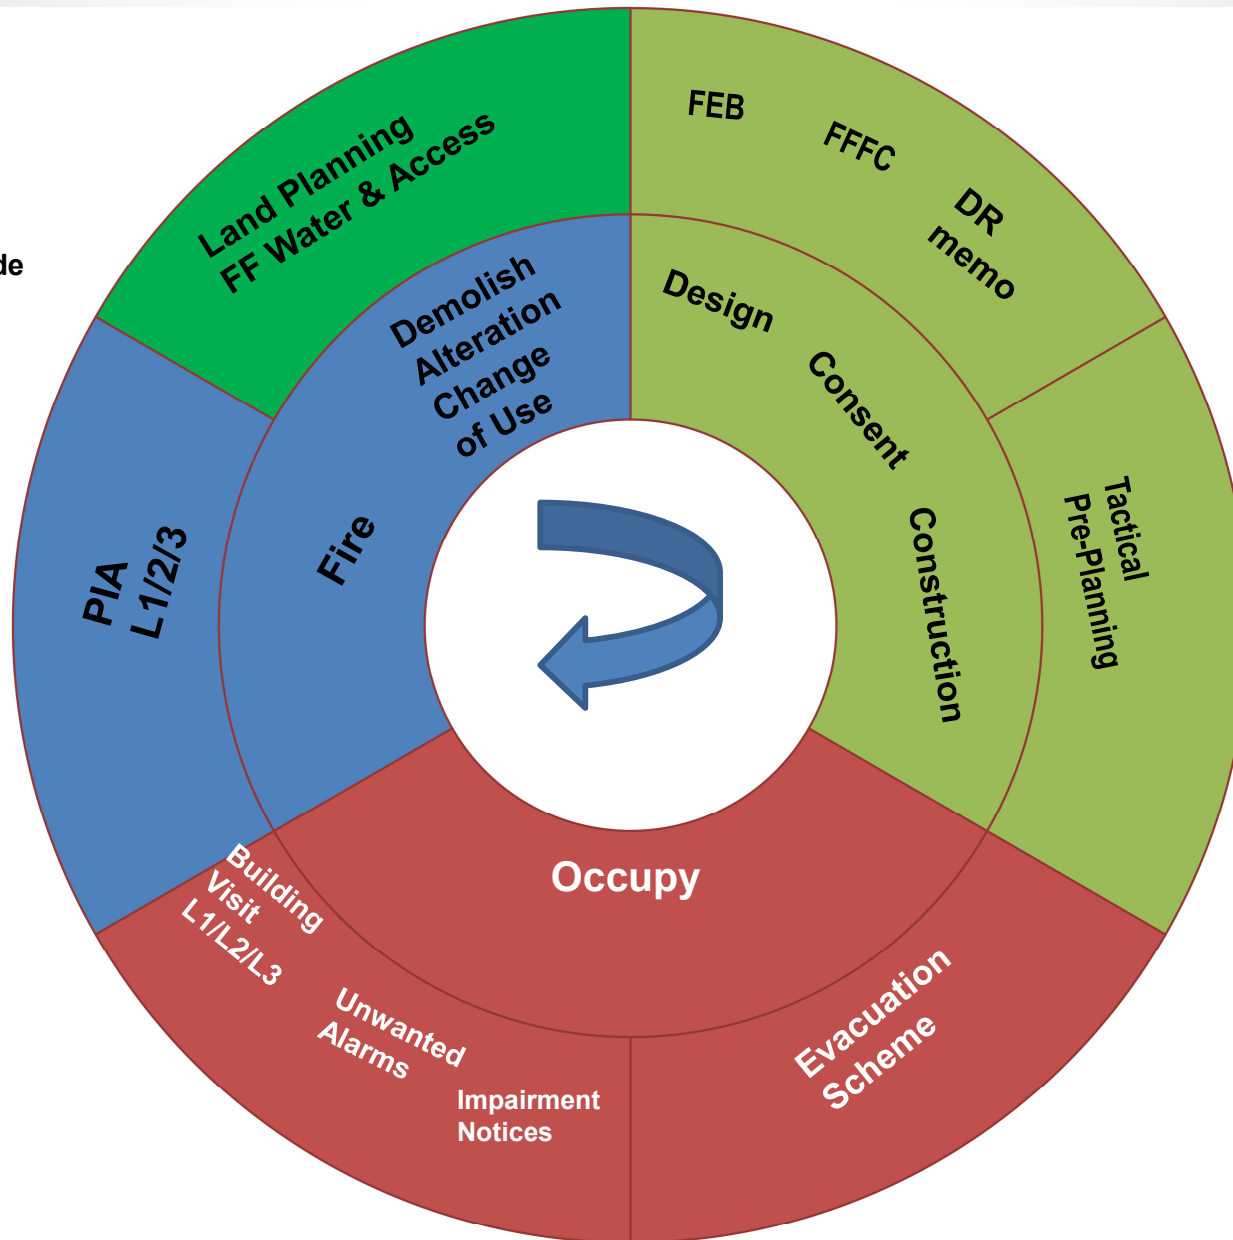 de
Land Planning
FF Water & Access
FEB
FFFC
DR
memo
Demolish
Alteration
Change
of Use
Design
Consent
Construction
Tactical
Pre-Planning
Fire
PIA
L1/2/3
Occupy
Building
Visit
L1/L2/L3
Unwanted
Alarms
Impairment
Notices
Evacuation
Scheme